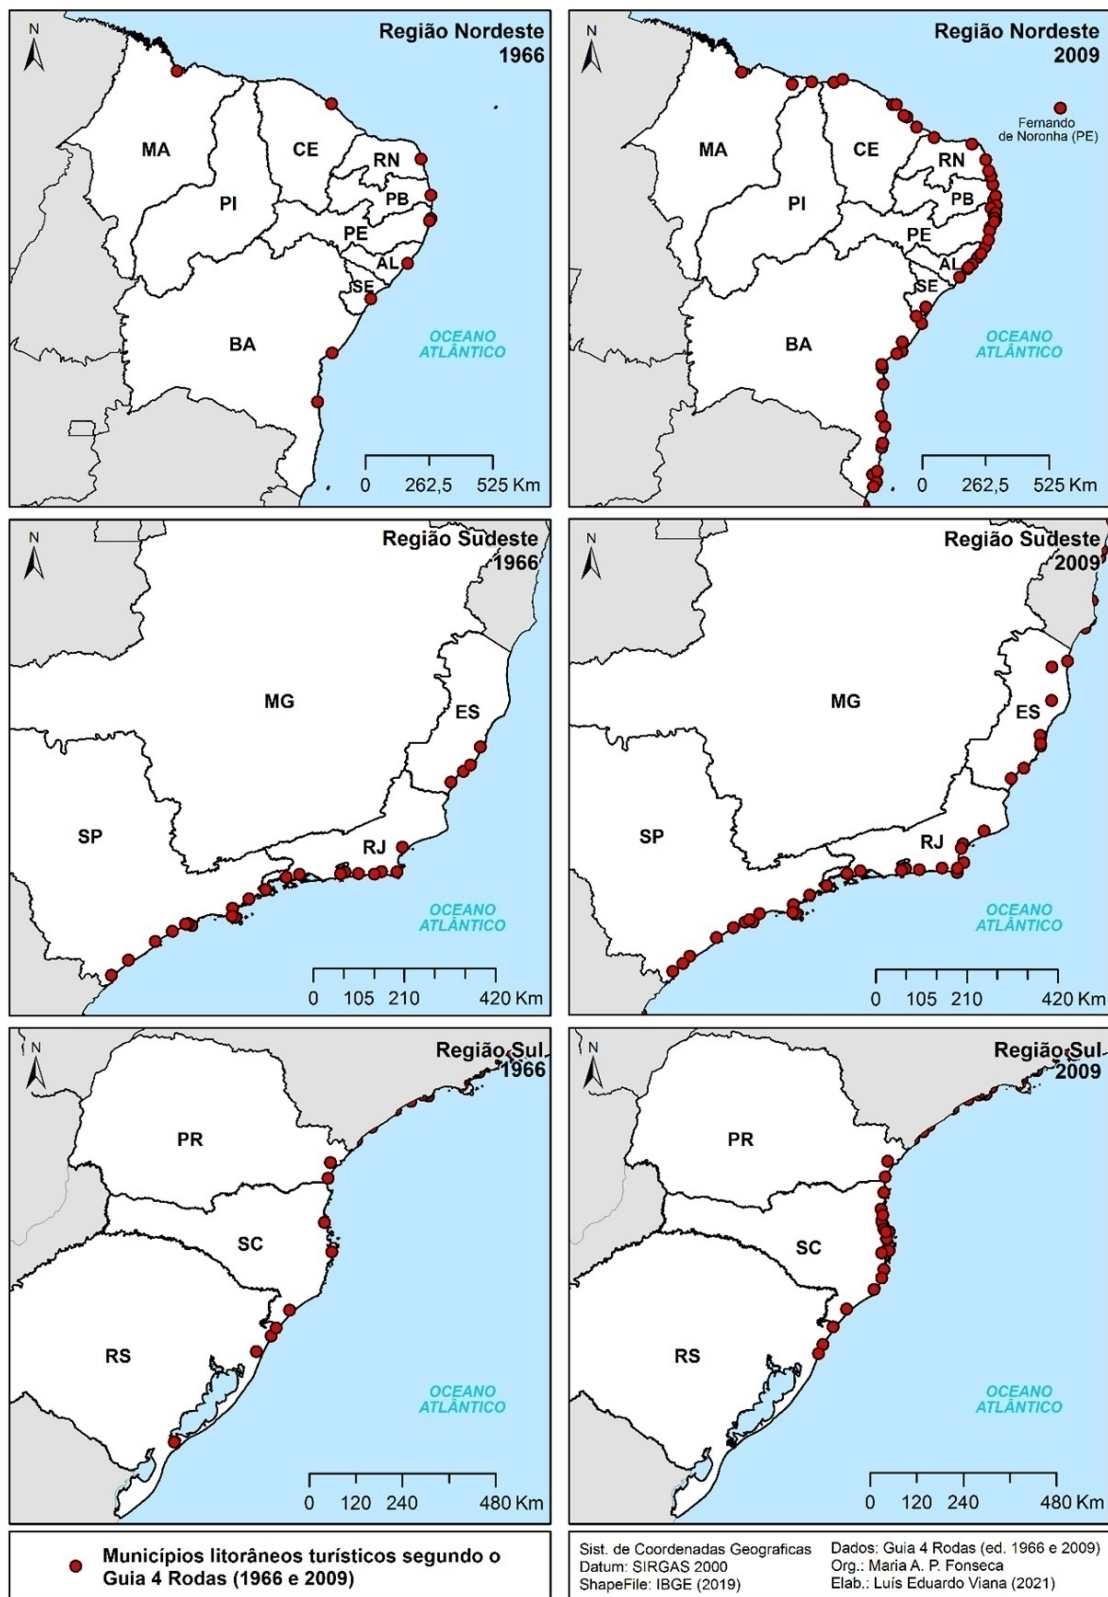 N
Região Nordeste
1966
MA
PI
CE
RN
PB
PE
AL
SE
BA
OCEANO
ATLÂNTICO
0 262,5 525 Km
N
Região Nordeste
2009
Fernando
de Noronha (PE)
MA
PI
CE
RN
PB
PE
AL
SE
BA
OCEANO
ATLÂNTICO
0 262,5 525 Km
N
Região Sudeste
1966
MG
ES
SP
RJ
OCEANO
ATLÂNTICO
0 105 210 420 Km
N
Região Sudeste
2009
MG
ES
SP
RJ
OCEANO
ATLÂNTICO
0 105 210 420 Km
N
Região Sul
1966
PR
SC
RS
OCEANO
ATLÂNTICO
0 120 240 480 Km
N
Região Sul
2009
PR
SC
RS
OCEANO
ATLÂNTICO
0 120 240 480 Km
Municípios litorâneos turísticos segundo o
Guia 4 Rodas (1966 e 2009)
Sist. de Coordenadas Geograficas
Datum: SIRGAS 2000
ShapeFile: IBGE (2019)
Dados: Guia 4 Rodas (ed. 1966 e 2009)
Org.: Maria A. P. Fonseca
Elab.: Luís Eduardo Viana (2021)